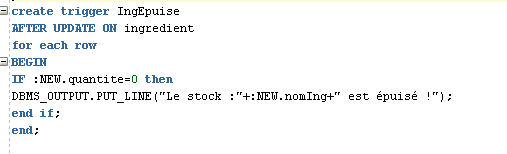 create trigger IngEpuise
AFTER UPDATE ON ingredient
for each row
BEGIN
IF :NEW.quantite=0 then
DBMS_OUTPUT.PUT_LINE("Le stock :"+:NEW.nomIng+" est épuisé !");
end if;
end;